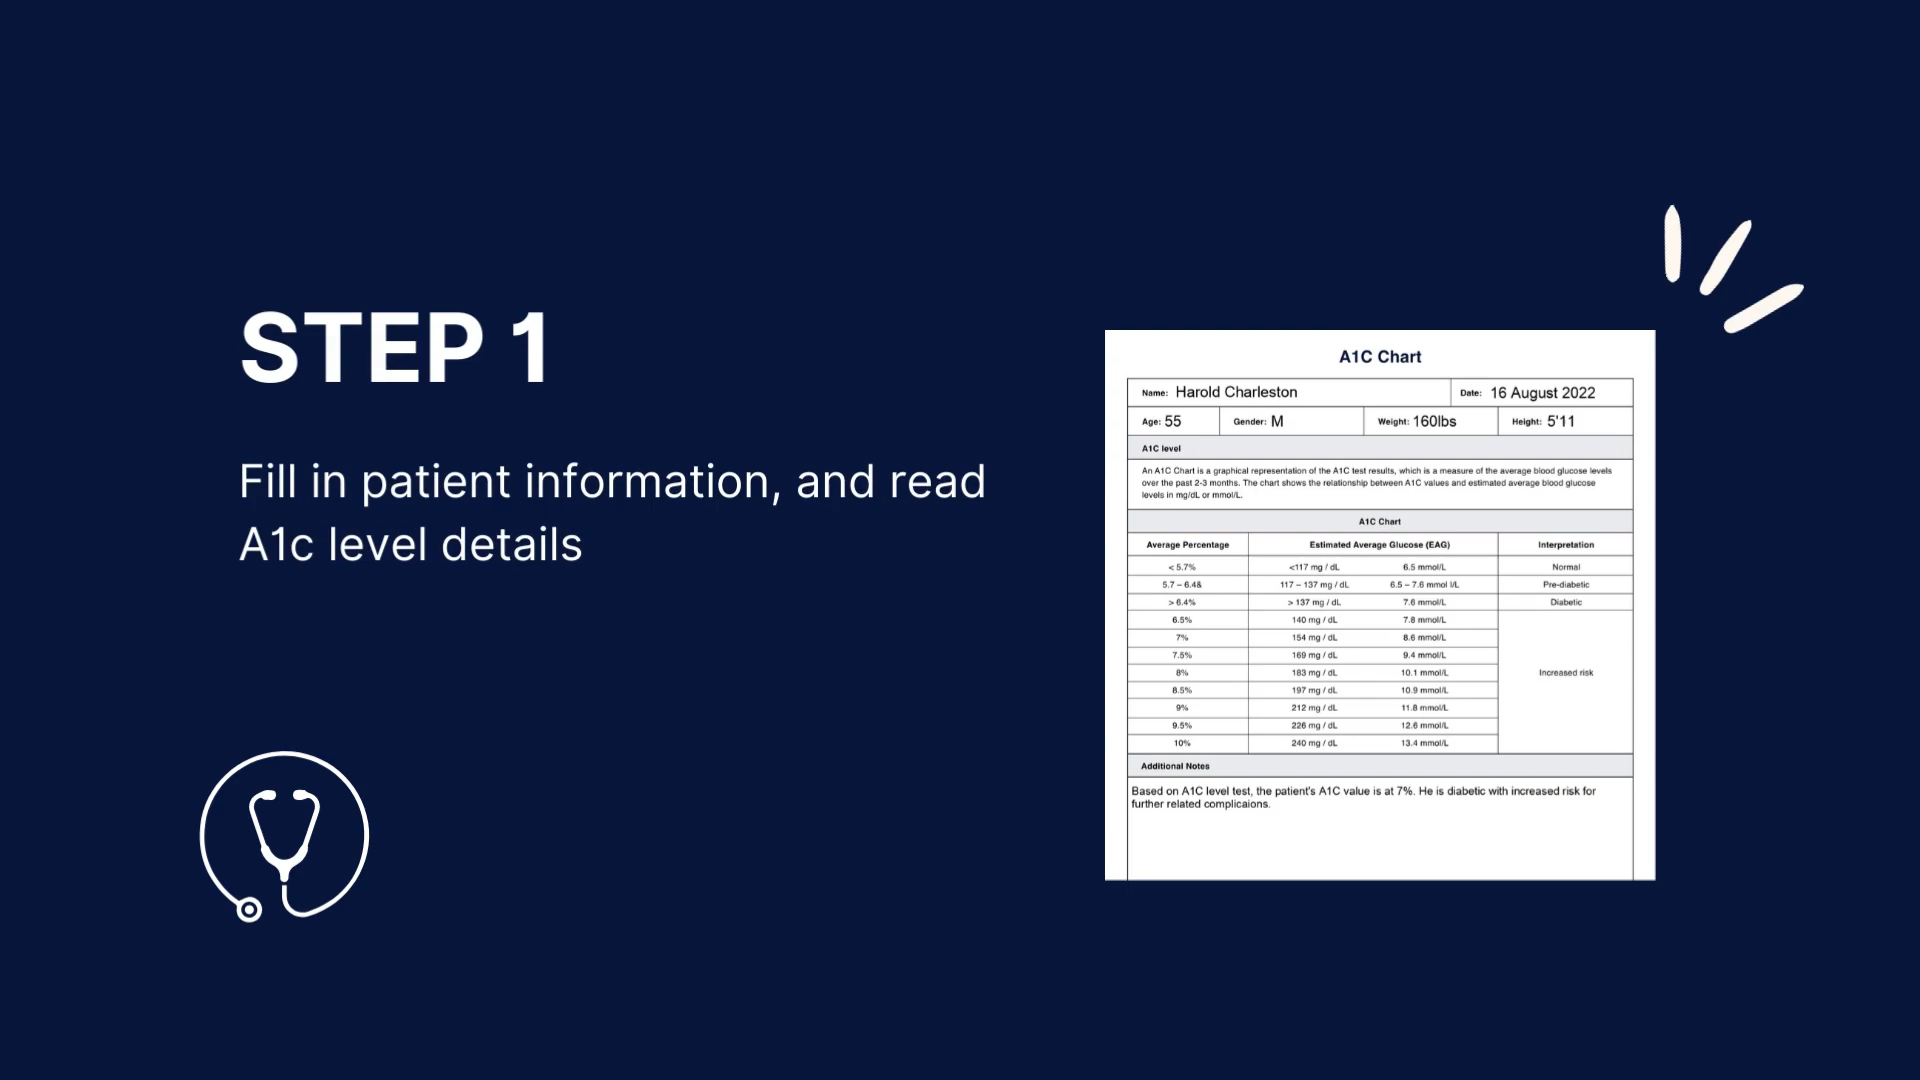 STEP 1
Fill in patient information, and read
A1c level details
A1C Chart
Name: Harold Charleston Date: 16 August 2022
Age: 55 Gender: M Weight: 160lbs Height: 5'11
A1C level
An A1C Chart is a graphical representation of the A1C test results, which is a measure of the average blood glucose levels
over the past 2-3 months. The chart shows the relationship between A1C values and estimated average blood glucose
levels in mg/dL or mmol/L.
A1C Chart
Average Percentage Estimated Average Glucose (EAG) Interpretation
< 5.7% <117 mg / dL 6.5 mmol/L Normal
5.7 – 6.4& 117 – 137 mg / dL 6.5 – 7.6 mmol l/L Pre-diabetic
> 6.4% > 137 mg / dL 7.6 mmol/L Diabetic
6.5% 140 mg / dL 7.8 mmol/L
7% 154 mg / dL 8.6 mmol/L
7.5% 169 mg / dL 9.4 mmol/L
8% 183 mg / dL 10.1 mmol/L Increased risk
8.5% 197 mg / dL 10.9 mmol/L
9% 212 mg / dL 11.8 mmol/L
9.5% 226 mg / dL 12.6 mmol/L
10% 240 mg / dL 13.4 mmol/L
Additional Notes
Based on A1C level test, the patient's A1C value is at 7%. He is diabetic with increased risk for
further related complicaions.